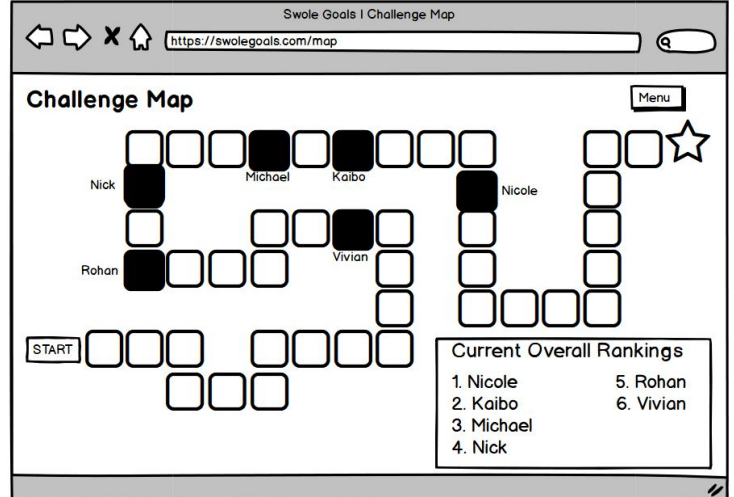 Swole Goals | Challenge Map
https://swolegoals.com/map
Challenge Map
Menu
Michael
Kaibo
Nick
Nicole
Vivian
Rohan
START
Current Overall Rankings
1. Nicole
2. Kaibo
3. Michael
4. Nick
5. Rohan
6. Vivian